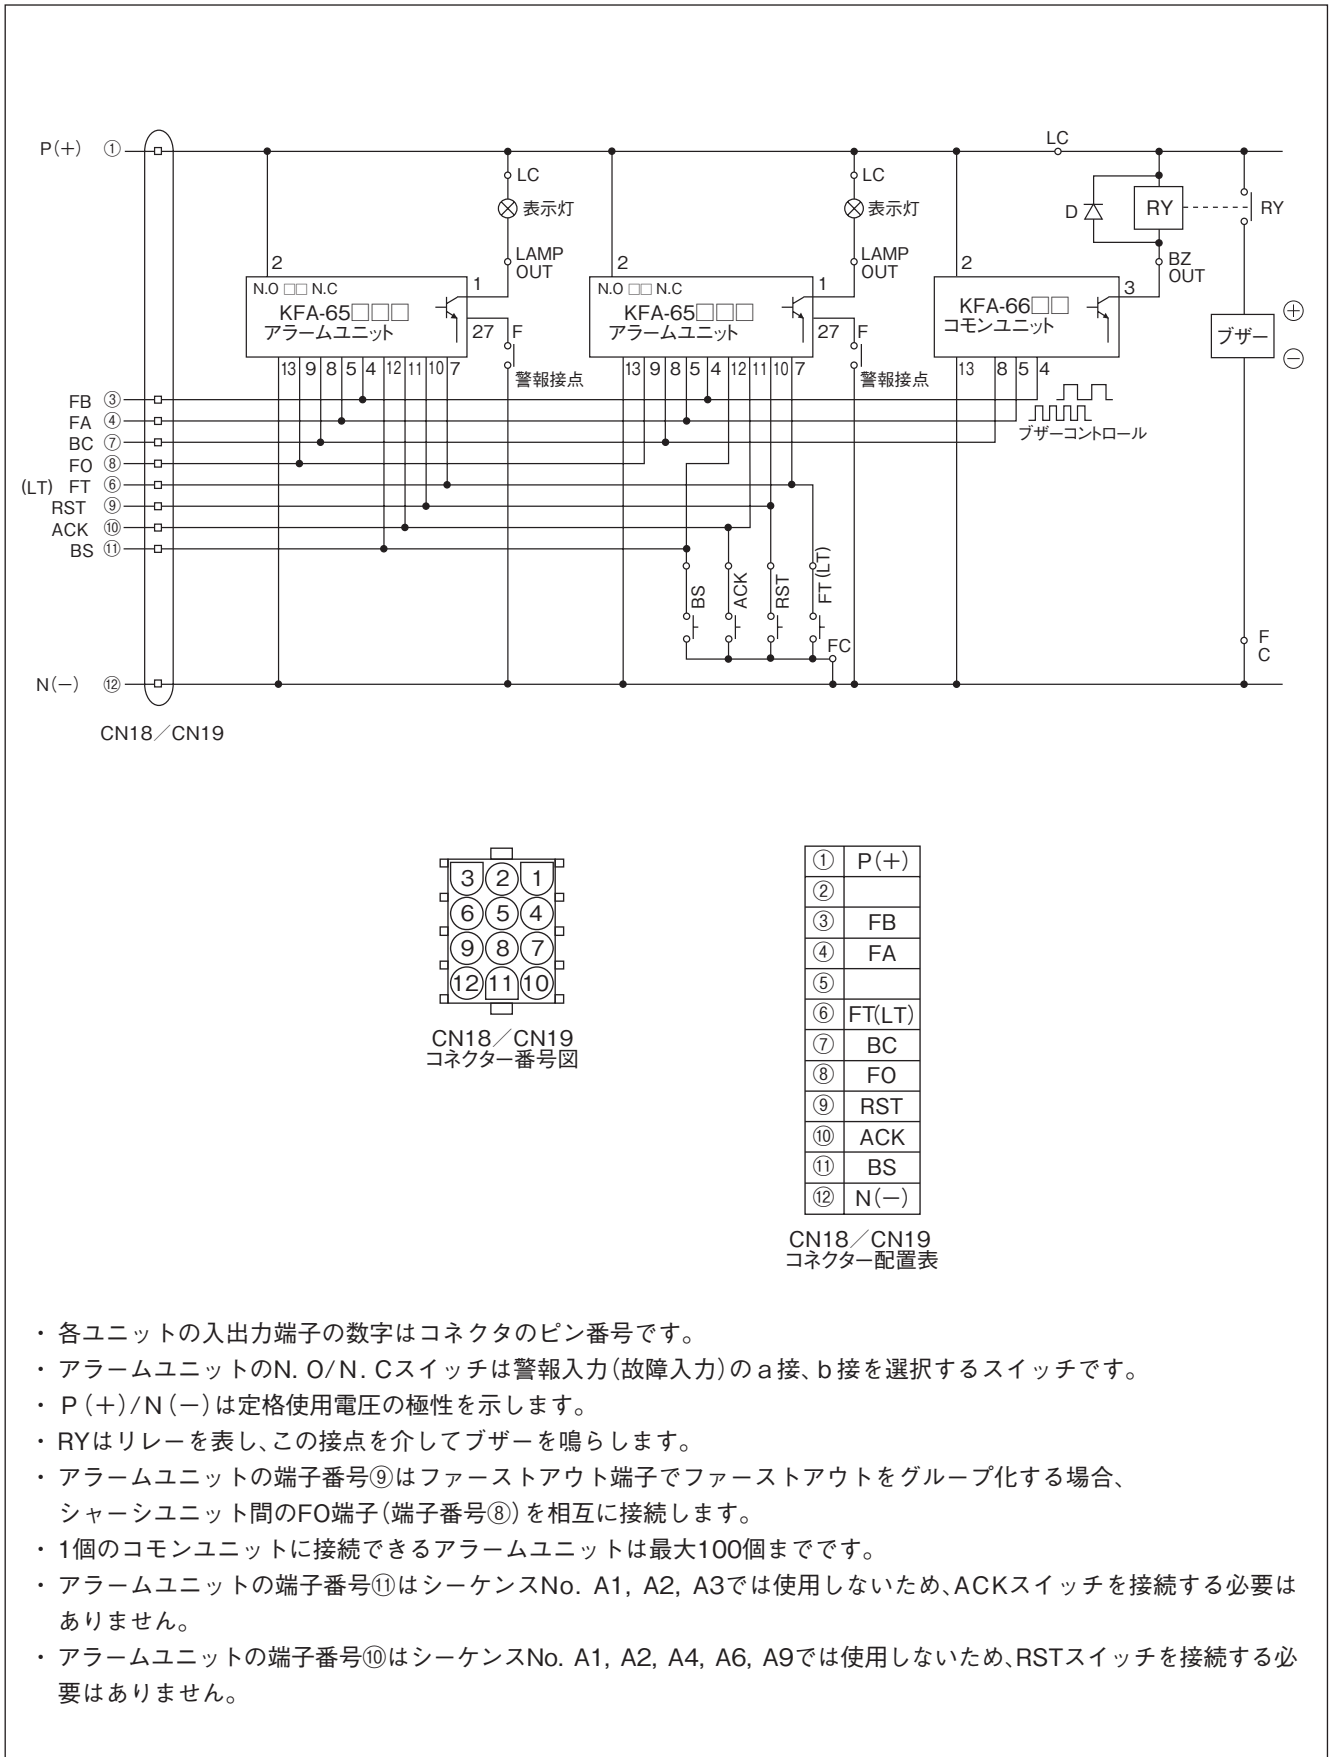 LC
P(+) ①
LC
表示灯
LC
表示灯
D
RY
RY
LAMP
OUT
LAMP
OUT
BZ
OUT
2
2
2
N.O □□ N.C
KFA-65□□□
アラームユニット
1
27
F
警報接点
N.O □□ N.C
KFA-65□□□
アラームユニット
1
27
F
警報接点
KFA-66□□
コモンユニット
3
ブザー
⊕
⊖
13 9 8 5 4 12 11 10 7
13 9 8 5 4 12 11 10 7
13 8 5 4
ブザーコントロール
FB ③
FA ④
BC ⑦
FO ⑧
(LT) FT ⑥
RST ⑨
ACK ⑩
BS ⑪
BS
ACK
RST
FT(LT)
FC
F
C
N(−) ⑫
CN18／CN19
3 2 1
6 5 4
9 8 7
12 11 10
CN18／CN19
コネクター番号図
① P(+)
②
③ FB
④ FA
⑤
⑥ FT(LT)
⑦ BC
⑧ FO
⑨ RST
⑩ ACK
⑪ BS
⑫ N(−)
CN18／CN19
コネクター配置表
・ 各ユニットの入出力端子の数字はコネクタのピン番号です。
・ アラームユニットのN. O/N. Cスイッチは警報入力(故障入力)のa接、b接を選択するスイッチです。
・ P(+)/N(−)は定格使用電圧の極性を示します。
・ RYはリレーを表し、この接点を介してブザーを鳴らします。
・ アラームユニットの端子番号⑨はファーストアウト端子でファーストアウトをグループ化する場合、
シャーシユニット間のFO端子(端子番号⑧)を相互に接続します。
・ 1個のコモンユニットに接続できるアラームユニットは最大100個までです。
・ アラームユニットの端子番号⑪はシーケンスNo. A1, A2, A3では使用しないため、ACKスイッチを接続する必要は
ありません。
・ アラームユニットの端子番号⑩はシーケンスNo. A1, A2, A4, A6, A9では使用しないため、RSTスイッチを接続する必
要はありません。